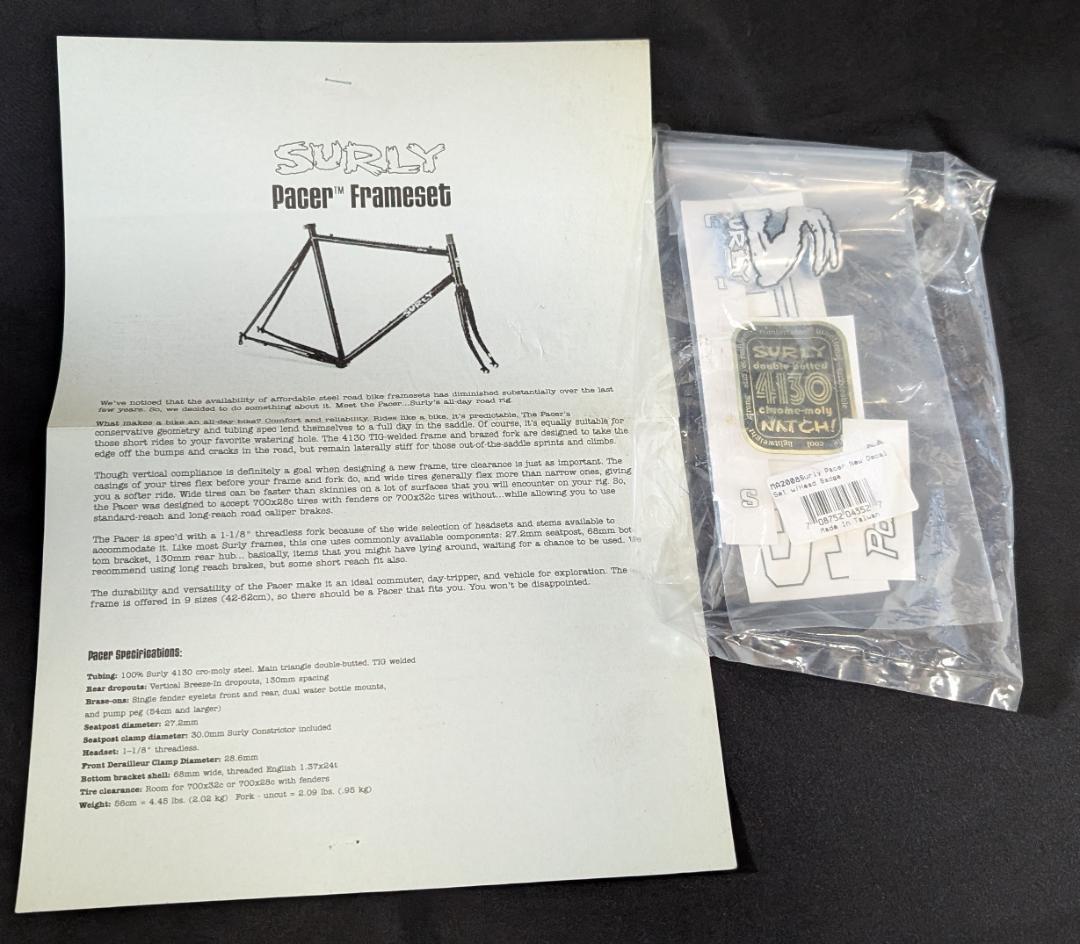 SURLY
Pacer™ Frameset
SURLY
We've noticed that the availability of affordable steel road bike framesets has diminished substantially over the last
few years. So, we decided to do something about it. Meet the Pacer...Surly's all-day road rig.
What makes a bike an all-day bike? Comfort and reliability. Rides like a bike, it's predictable. The Pacer's
conservative geometry and tubing spec lend themselves to a full day in the saddle. Of course, it's equally suitable for
those short rides to your favorite watering hole. The 4130 TIG-welded frame and brazed fork are designed to take the
edge off the bumps and cracks in the road, but remain laterally stiff for those out-of-the-saddle sprints and climbs.
Though vertical compliance is definitely a goal when designing a new frame, tire clearance is just as important. The
casings of your tires flex before your frame and fork do, and wide tires generally flex more than narrow ones, giving
you a softer ride. Wide tires can be faster than skinnies on a lot of surfaces that you will encounter on your rig. So,
the Pacer was designed to accept 700x28c tires with fenders or 700x32c tires without...while allowing you to use
standard-reach and long-reach road caliper brakes.
The Pacer is spec'd with a 1-1/8" threadless fork because of the wide selection of headsets and stems available to
accommodate it. Like most Surly frames, this one uses commonly available components: 27.2mm seatpost, 68mm bot
tom bracket, 130mm rear hub... basically, items that you might have lying around, waiting for a chance to be used. We
recommend using long reach brakes, but some short reach fit also.
The durability and versatility of the Pacer make it an ideal commuter, day-tripper, and vehicle for exploration. The
frame is offered in 9 sizes (42-62cm), so there should be a Pacer that fits you. You won't be disappointed.
Pacer Specifications:
Tubing: 100% Surly 4130 cro-moly steel. Main triangle double-butted. TIG welded
Rear dropouts: Vertical Breeze-In dropouts, 130mm spacing
Braze-ons: Single fender eyelets front and rear, dual water bottle mounts,
and pump peg (54cm and larger)
Seatpost diameter: 27.2mm
Seatpost clamp diameter: 30.0mm Surly Constrictor included
Headset: 1-1/8" threadless.
Front Derailleur Clamp Diameter: 28.6mm
Bottom bracket shell: 68mm wide, threaded English 1.37x24t
Tire clearance: Room for 700x32c or 700x28c with fenders
Weight: 56cm = 4.45 lbs. (2.02 kg) Fork - uncut = 2.09 lbs. (.95 kg)
SURLY
SURLY
double butted
4130
chrome-moly
NATCH!
cool
lightweight
MA2008Surly Pacer New Decal
Set w/Head Badge
7 08752 04352 7
Made in Taiwan
S
Pa